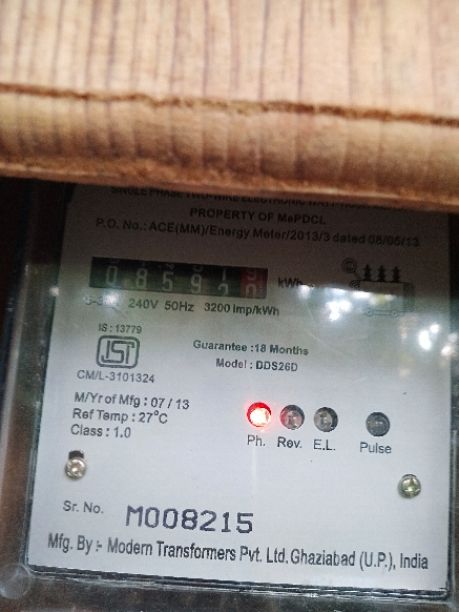 SINGLE PHASE TWO-WIRE ELECTRONIC
PROPERTY OF MePDCL
P.O. No.: ACE(MM)/Energy Meter/2013/3 dated 08/05/13
0859
kWh
240V 50Hz 3200 imp/kWh
IS : 13779
ISI
CM/L-3101324
Guarantee :18 Months
Model : DDS26D
M/Yr of Mfg : 07 / 13
Ref Temp : 27°C
Class : 1.0
Ph. Rev. E.L. Pulse
Sr. No. M008215
Mfg. By :- Modern Transformers Pvt. Ltd. Ghaziabad (U.P.), India